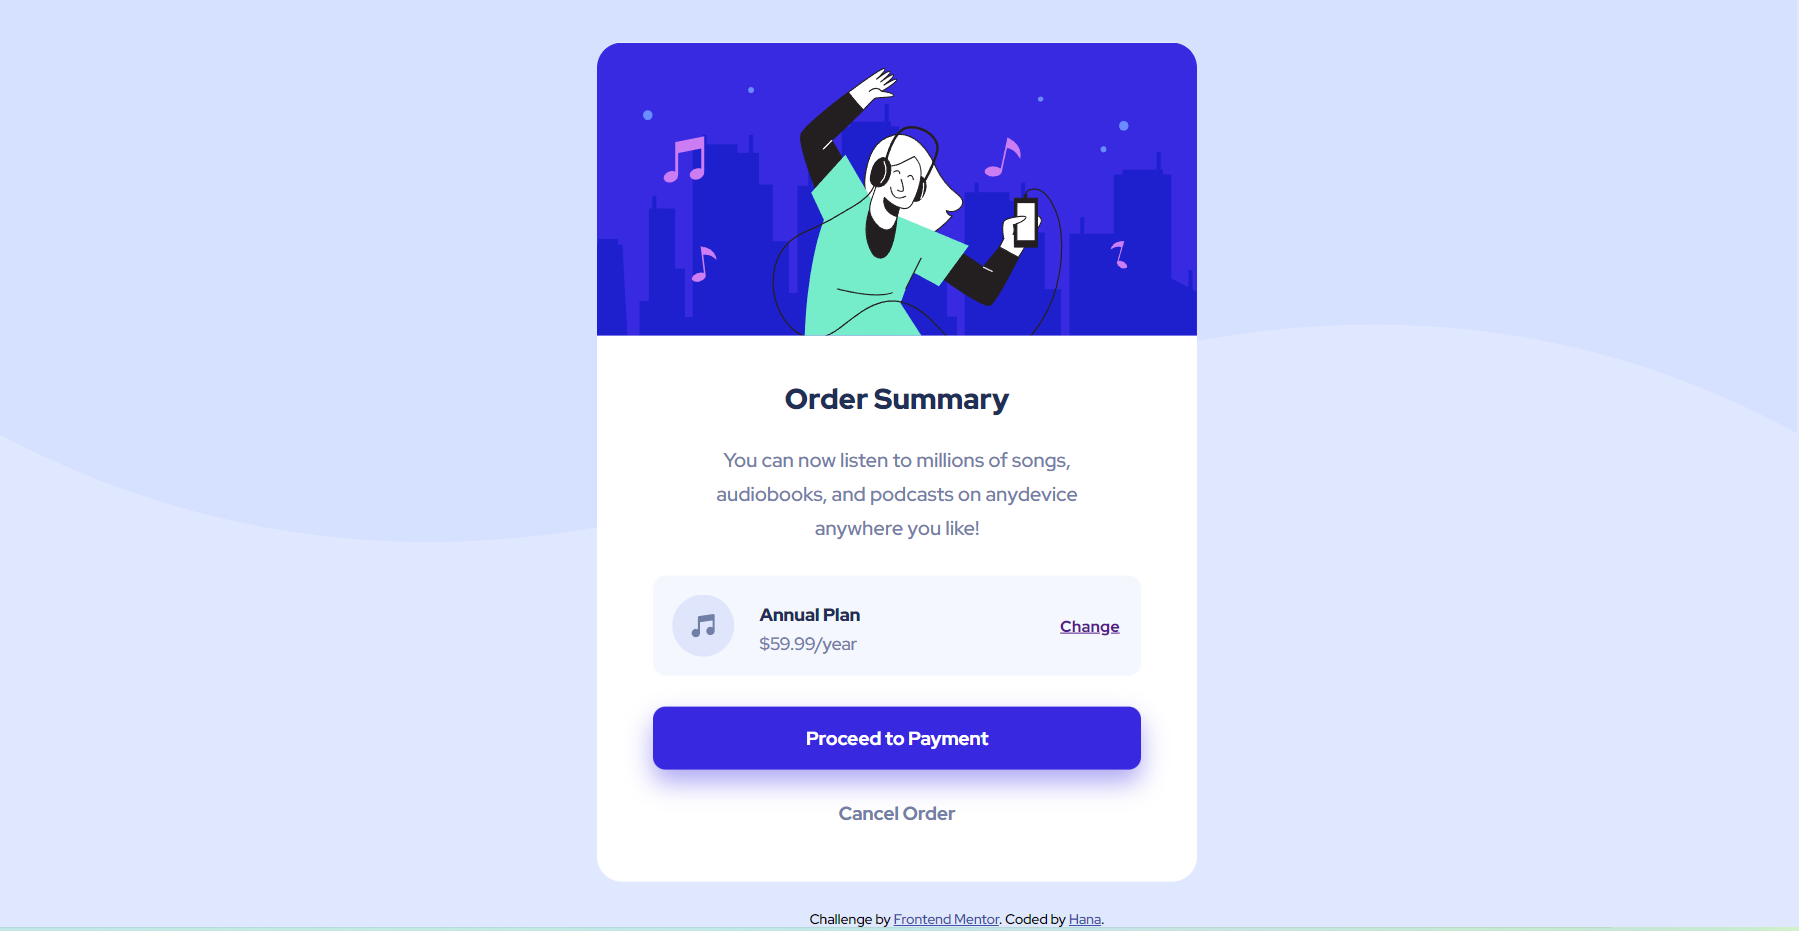 Order Summary
You can now listen to millions of songs,
audiobooks, and podcasts on anydevice
anywhere you like!
Annual Plan
$59.99/year
Change
Proceed to Payment
Cancel Order
Challenge by Frontend Mentor. Coded by Hana.